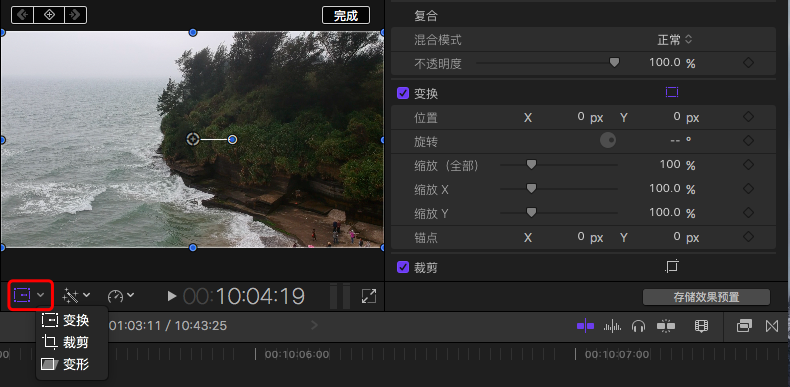 完成
复合
混合模式 正常
不透明度 100.0 %
变换
位置 X 0 px Y 0 px
旋转 -- °
缩放（全部） 100 %
缩放 X 100.0 %
缩放 Y 100.0 %
锚点 X 0 px Y 0 px
裁剪
00:10:04:19
存储效果预置
变换
裁剪
变形
01:03:11 / 10:43:25
00:10:06:00
00:10:07:00